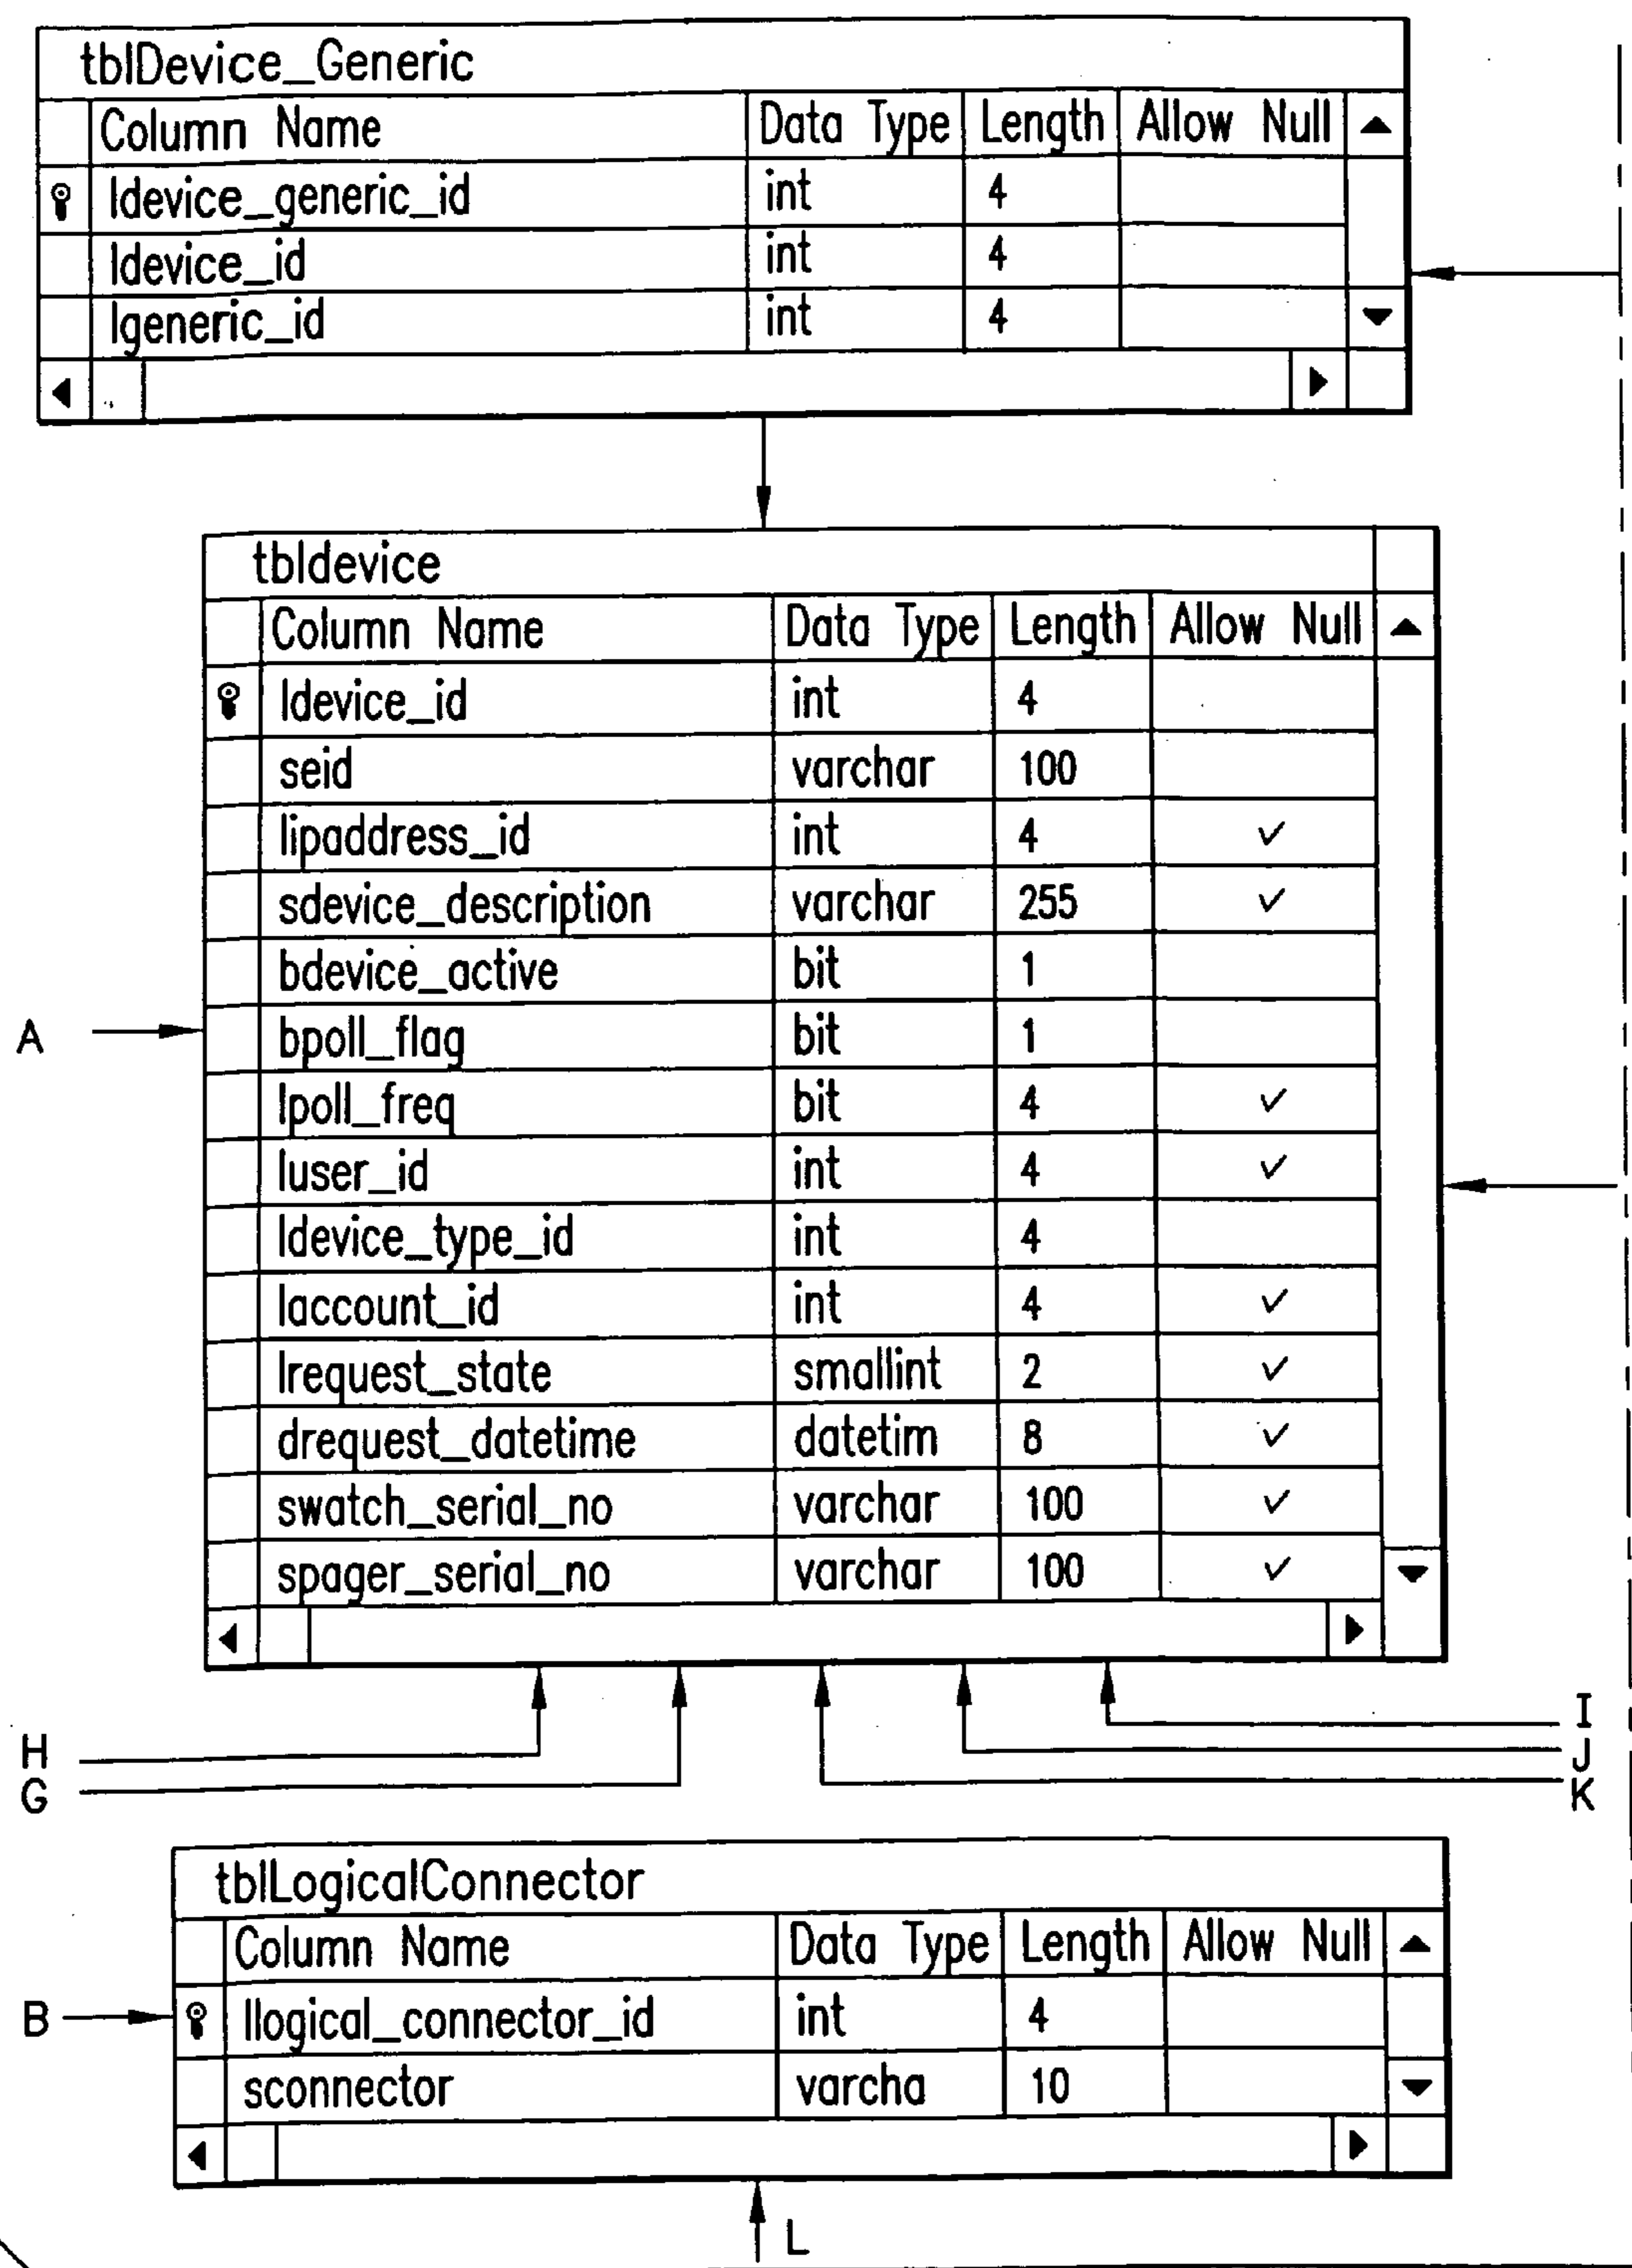 tblDevice_Generic
Column Name Data Type Length Allow Null
ldevice_generic_id int 4
ldevice_id int 4
lgeneric_id int 4
tbldevice
Column Name Data Type Length Allow Null
ldevice_id int 4
seid varchar 100
lipaddress_id int 4 ✓
sdevice_description varchar 255 ✓
bdevice_active bit 1
A bpoll_flag bit 1
lpoll_freq bit 4 ✓
luser_id int 4 ✓
ldevice_type_id int 4
laccount_id int 4 ✓
lrequest_state smallint 2 ✓
drequest_datetime datetim 8 ✓
swatch_serial_no varchar 100 ✓
spager_serial_no varchar 100 ✓
I
H J
G K
tblLogicalConnector
Column Name Data Type Length Allow Null
B llogical_connector_id int 4
sconnector varcha 10
L